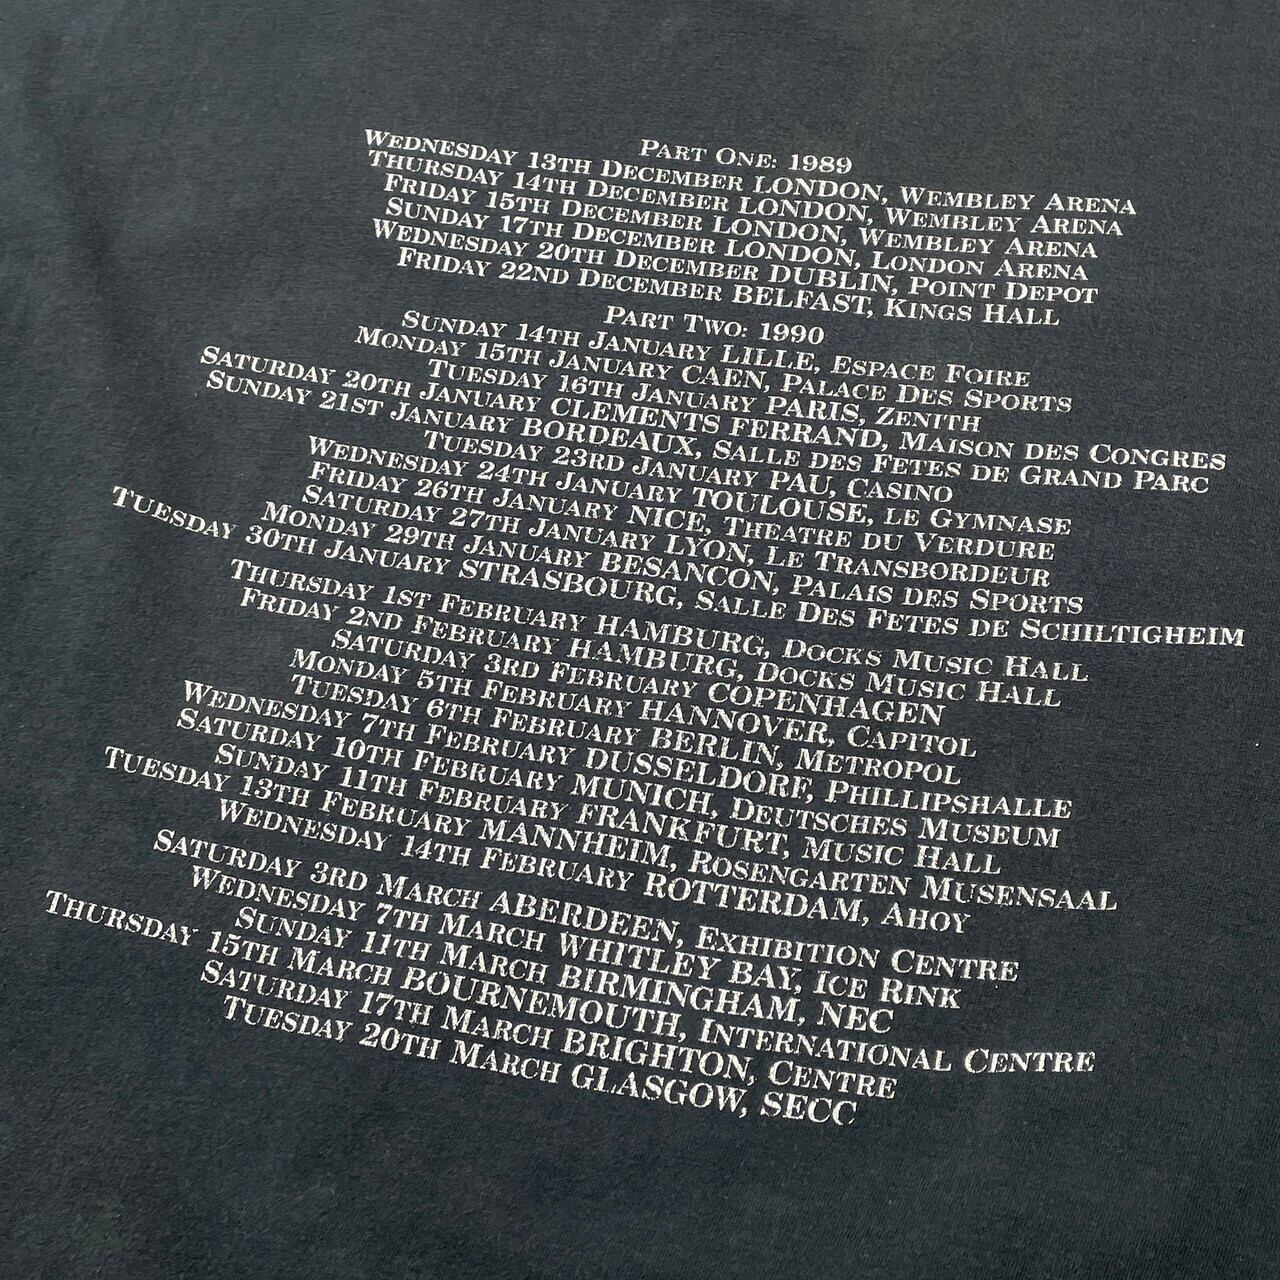 PART ONE: 1989
WEDNESDAY 13TH DECEMBER LONDON, WEMBLEY ARENA
THURSDAY 14TH DECEMBER LONDON, WEMBLEY ARENA
FRIDAY 15TH DECEMBER LONDON, WEMBLEY ARENA
SUNDAY 17TH DECEMBER LONDON, LONDON ARENA
WEDNESDAY 20TH DECEMBER DUBLIN, POINT DEPOT
FRIDAY 22ND DECEMBER BELFAST, KINGS HALL
PART TWO: 1990
SUNDAY 14TH JANUARY LILLE, ESPACE FOIRE
MONDAY 15TH JANUARY CAEN, PALACE DES SPORTS
TUESDAY 16TH JANUARY PARIS, ZENITH
SATURDAY 20TH JANUARY CLEMENTS FERRAND, MAISON DES CONGRES
SUNDAY 21ST JANUARY BORDEAUX, SALLE DES FETES DE GRAND PARC
TUESDAY 23RD JANUARY PAU, CASINO
WEDNESDAY 24TH JANUARY TOULOUSE, LE GYMNASE
FRIDAY 26TH JANUARY NICE, THEATRE DU VERDURE
SATURDAY 27TH JANUARY LYON, LE TRANSBORDEUR
MONDAY 29TH JANUARY BESANCON, PALAIS DES SPORTS
TUESDAY 30TH JANUARY STRASBOURG, SALLE DES FETES DE SCHILTIGHEIM
THURSDAY 1ST FEBRUARY HAMBURG, DOCKS MUSIC HALL
FRIDAY 2ND FEBRUARY HAMBURG, DOCKS MUSIC HALL
SATURDAY 3RD FEBRUARY COPENHAGEN
MONDAY 5TH FEBRUARY HANNOVER, CAPITOL
TUESDAY 6TH FEBRUARY BERLIN, METROPOL
WEDNESDAY 7TH FEBRUARY DUSSELDORF, PHILLIPSHALLE
SATURDAY 10TH FEBRUARY MUNICH, DEUTSCHES MUSEUM
SUNDAY 11TH FEBRUARY FRANKFURT, MUSIC HALL
TUESDAY 13TH FEBRUARY MANNHEIM, ROSENGARTEN MUSENSAAL
WEDNESDAY 14TH FEBRUARY ROTTERDAM, AHOY
SATURDAY 3RD MARCH ABERDEEN, EXHIBITION CENTRE
WEDNESDAY 7TH MARCH WHITLEY BAY, ICE RINK
SUNDAY 11TH MARCH BIRMINGHAM, NEC
THURSDAY 15TH MARCH BOURNEMOUTH, INTERNATIONAL CENTRE
SATURDAY 17TH MARCH BRIGHTON, CENTRE
TUESDAY 20TH MARCH GLASGOW, SECC